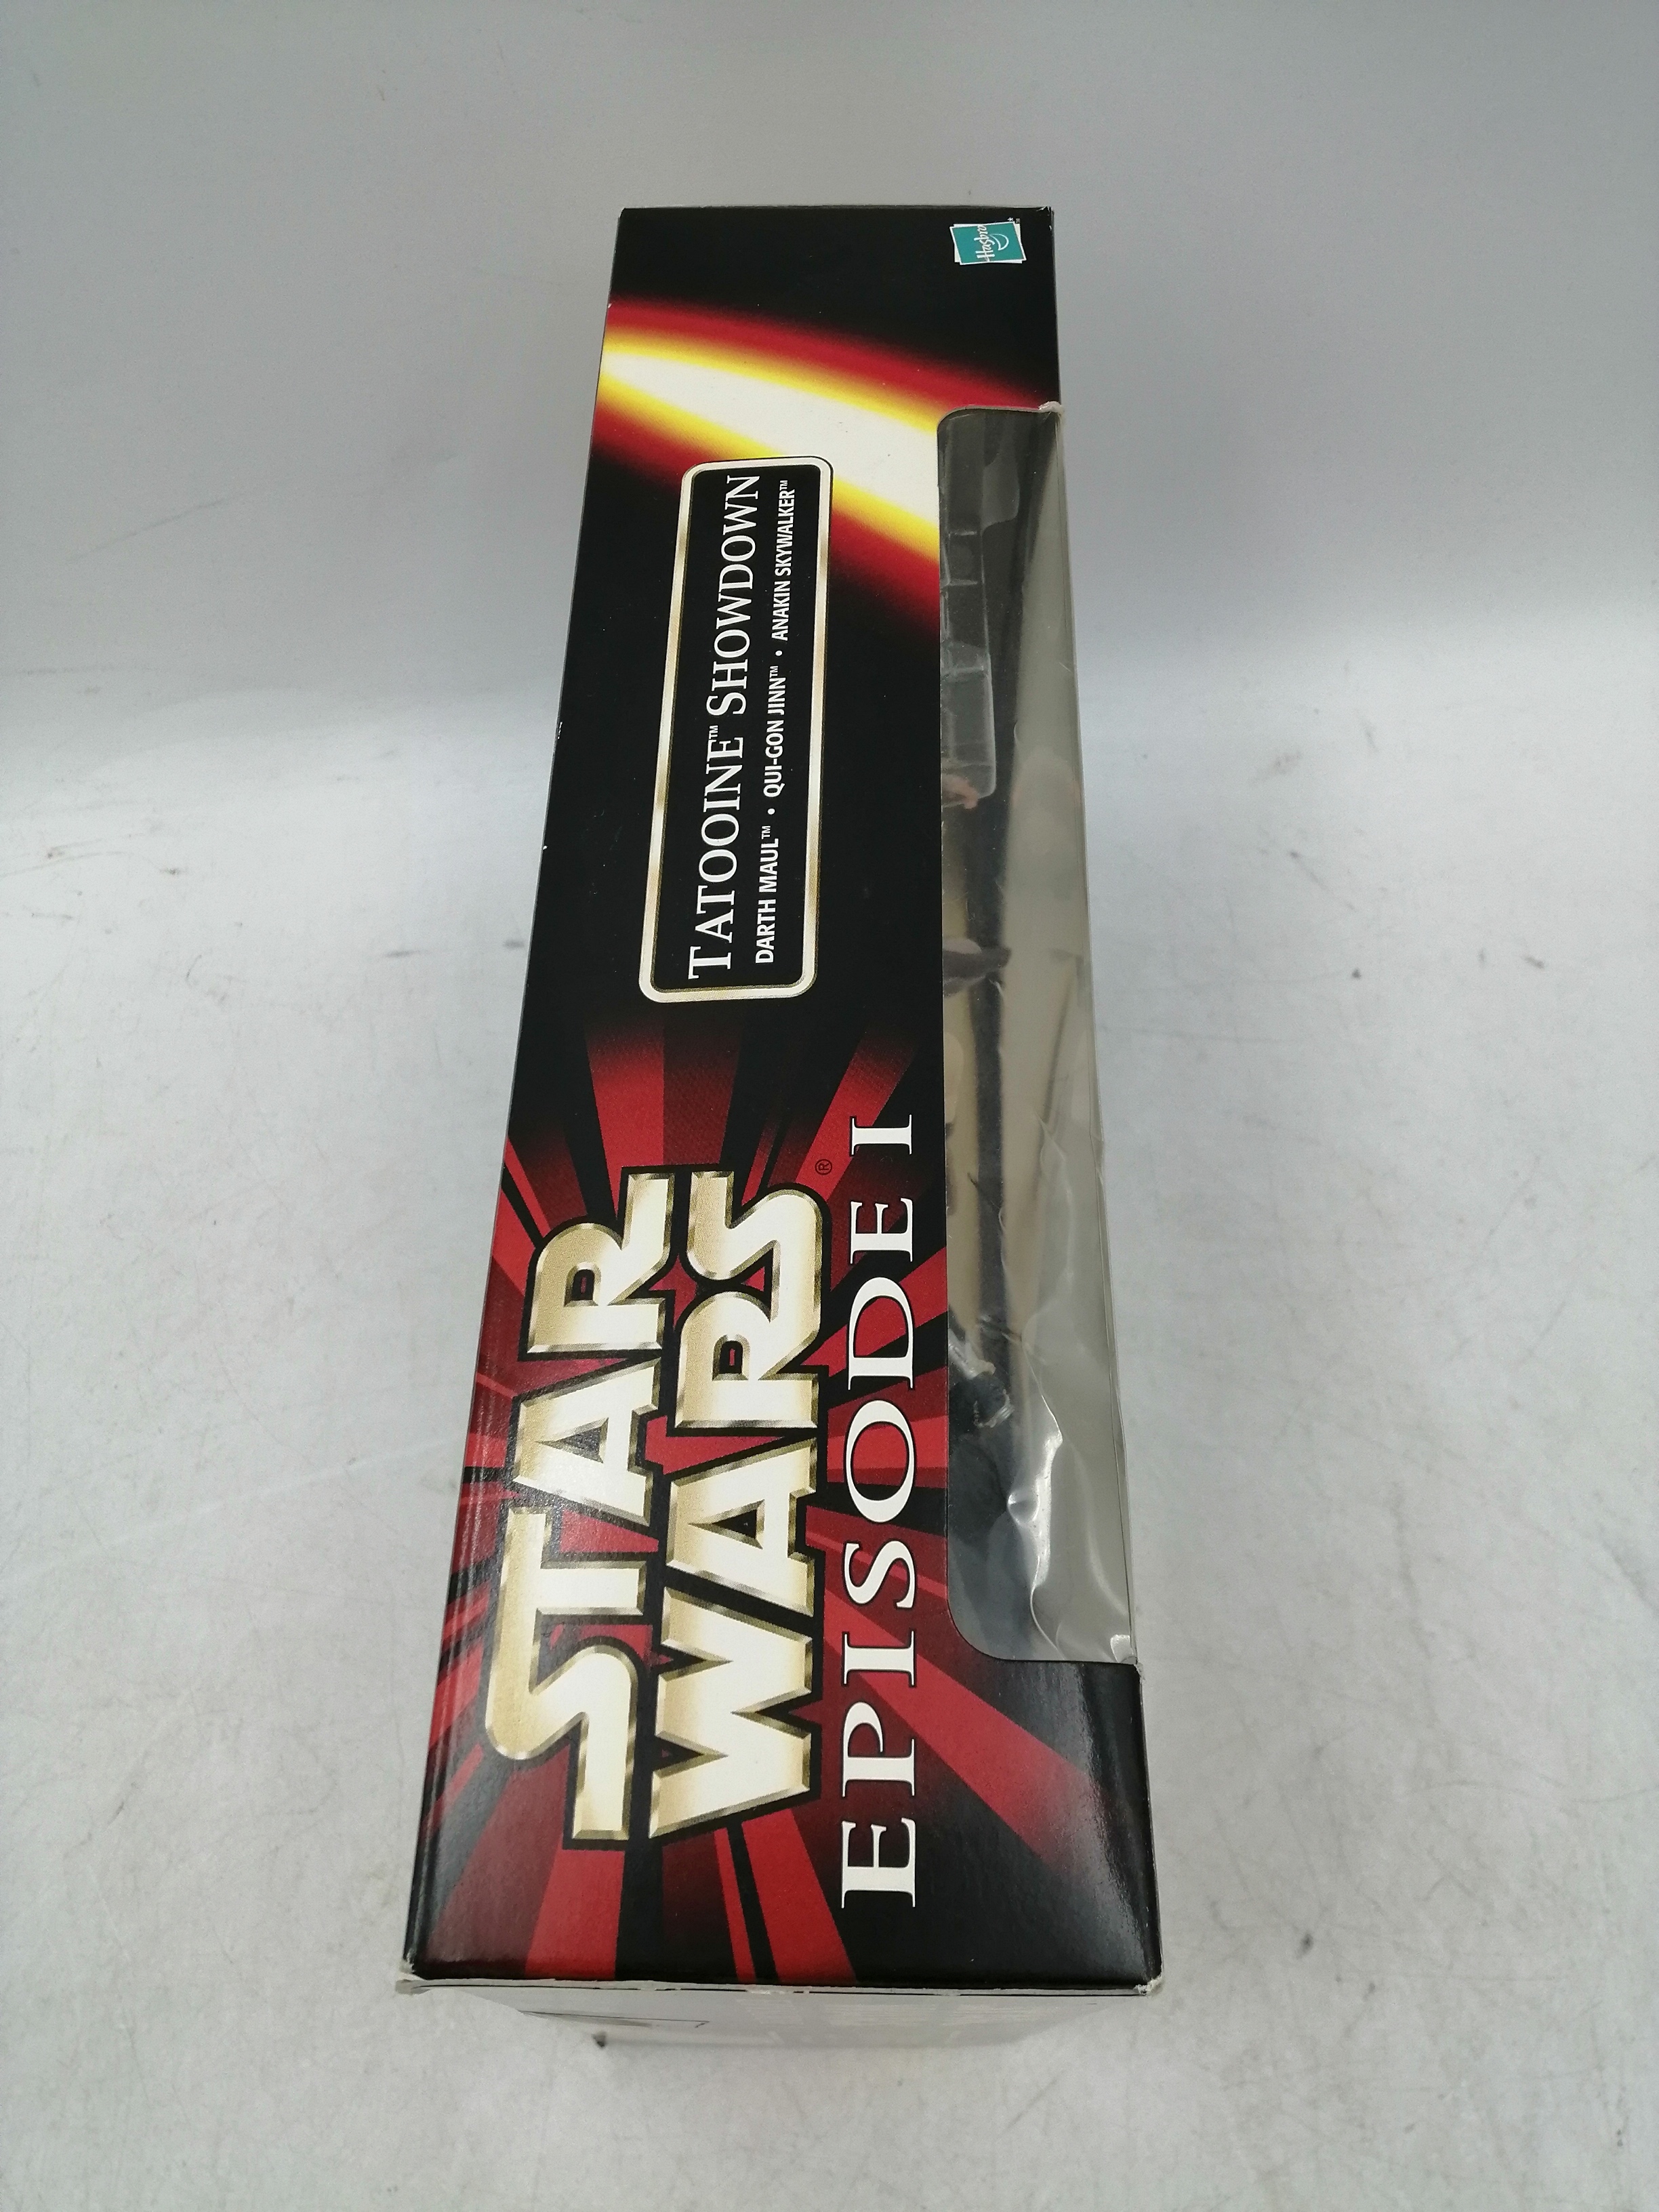 STAR
WARS®
EPISODE I
TATOOINE™ SHOWDOWN
DARTH MAUL™ • QUI-GON JINN™ • ANAKIN SKYWALKER™
Hasbro